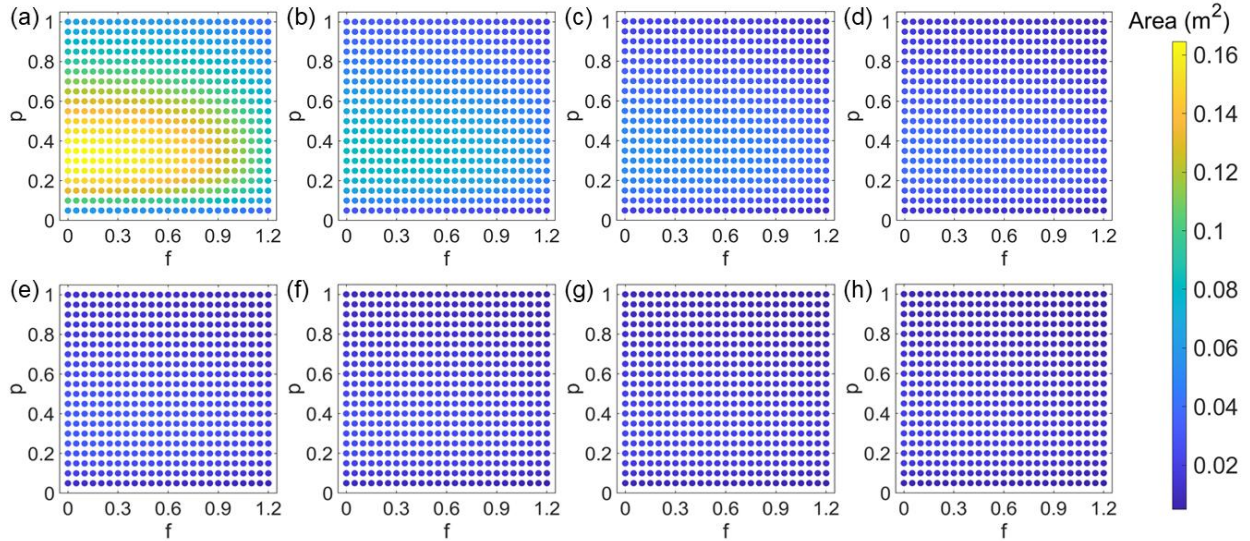 (a) (b) (c) (d) Area (m²)
1 1 1 1 0.16
0.8 0.8 0.8 0.8 0.14
p 0.6 p 0.6 p 0.6 p 0.6 0.12
0.4 0.4 0.4 0.4
0.2 0.2 0.2 0.2 0.1
0 0 0 0
0 0.3 0.6 0.9 1.2 0 0.3 0.6 0.9 1.2 0 0.3 0.6 0.9 1.2 0 0.3 0.6 0.9 1.2
f f f f
(e) (f) (g) (h) 0.08
1 1 1 1
0.8 0.8 0.8 0.8 0.06
p 0.6 p 0.6 p 0.6 p 0.6
0.4 0.4 0.4 0.4 0.04
0.2 0.2 0.2 0.2 0.02
0 0 0 0
0 0.3 0.6 0.9 1.2 0 0.3 0.6 0.9 1.2 0 0.3 0.6 0.9 1.2 0 0.3 0.6 0.9 1.2
f f f f